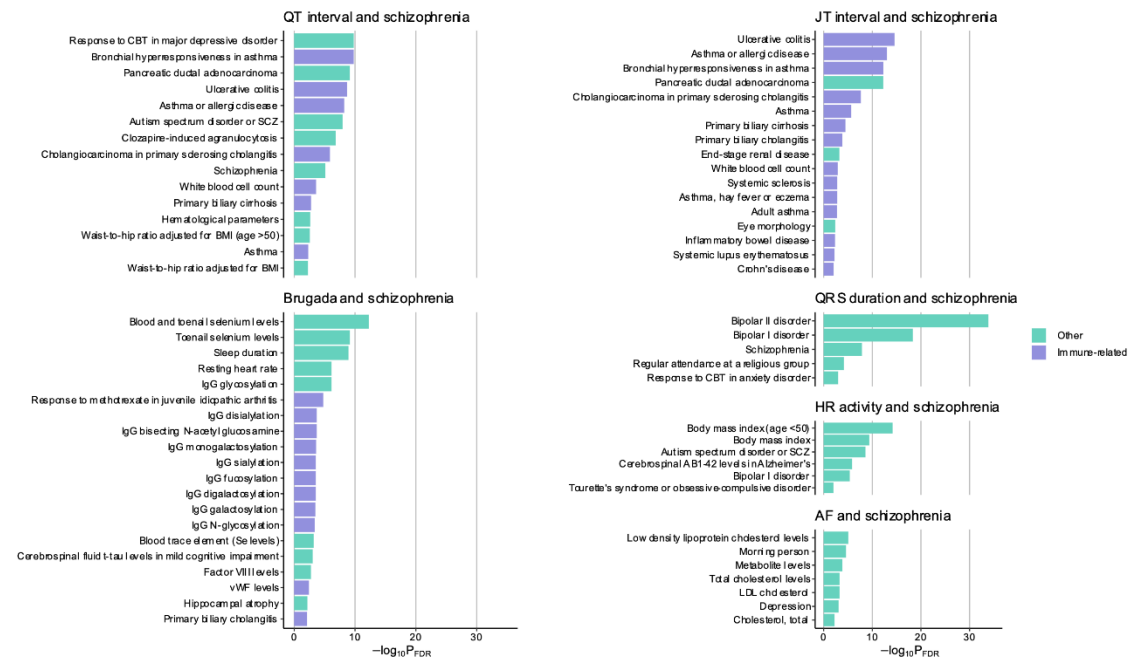 QT interval and schizophrenia
Response to CBT in major depressive disorder
Bronchial hyperresponsiveness in asthma
Pancreatic ductal adenocarcinoma
Ulcerative colitis
Asthma or allergic disease
Autism spectrum disorder or SCZ
Clozapine-induced agranulocytosis
Cholangiocarcinoma in primary sclerosing cholangitis
Schizophrenia
White blood cell count
Primary biliary cirrhosis
Hematological parameters
Waist-to-hip ratio adjusted for BMI (age >50)
Asthma
Waist-to-hip ratio adjusted for BMI
Brugada and schizophrenia
Blood and toenail selenium levels
Toenail selenium levels
Sleep duration
Resting heart rate
IgG glycosylation
Response to methotrexate in juvenile idiopathic arthritis
IgG disialylation
IgG bisecting N-acetyl glucosamine
IgG monogalactosylation
IgG sialylation
IgG fucosylation
IgG digalactosylation
IgG galactosylation
IgG N-glycosylation
Blood trace element (Se levels)
Cerebrospinal fluid t-tau levels in mild cognitive impairment
Factor VIII levels
vWF levels
Hippocampal atrophy
Primary biliary cholangitis
0 10 20 30
−log10PFDR
JT interval and schizophrenia
Ulcerative colitis
Asthma or allergic disease
Bronchial hyperresponsiveness in asthma
Pancreatic ductal adenocarcinoma
Cholangiocarcinoma in primary sclerosing cholangitis
Asthma
Primary biliary cirrhosis
Primary biliary cholangitis
End-stage renal disease
White blood cell count
Systemic sclerosis
Asthma, hay fever or eczema
Adult asthma
Eye morphology
Inflammatory bowel disease
Systemic lupus erythematosus
Crohn's disease
QRS duration and schizophrenia
Bipolar II disorder
Bipolar I disorder
Schizophrenia
Regular attendance at a religious group
Response to CBT in anxiety disorder
HR activity and schizophrenia
Body mass index (age <50)
Body mass index
Autism spectrum disorder or SCZ
Cerebrospinal AB1-42 levels in Alzheimer's
Bipolar I disorder
Tourette's syndrome or obsessive-compulsive disorder
AF and schizophrenia
Low density lipoprotein cholesterol levels
Morning person
Metabolite levels
Total cholesterol levels
LDL cholesterol
Depression
Cholesterol, total
0 10 20 30
−log10PFDR
Other
Immune-related